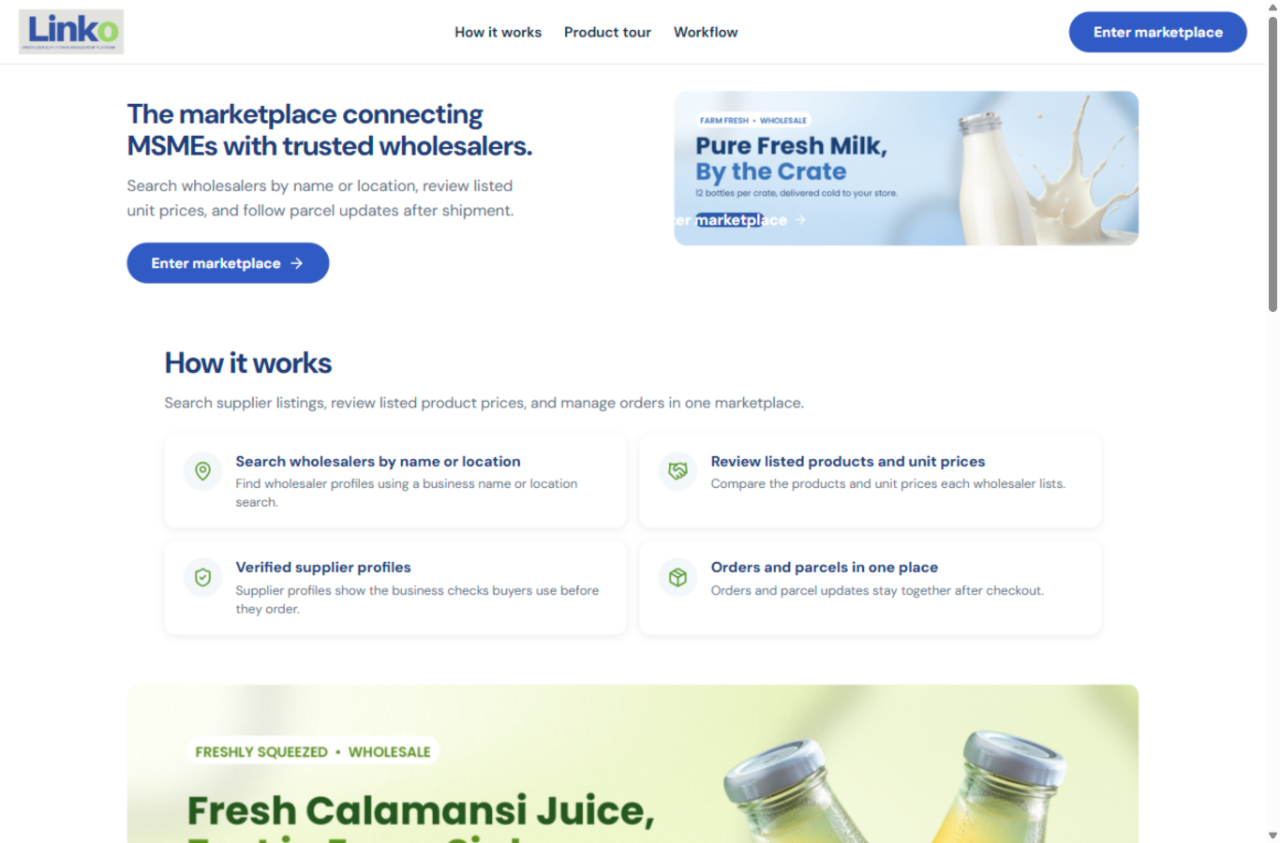 Linko
How it works
Product tour
Workflow
Enter marketplace
The marketplace connecting
MSMEs with trusted wholesalers.
Search wholesalers by name or location, review listed
unit prices, and follow parcel updates after shipment.
Enter marketplace →
FARM FRESH • WHOLESALE
Pure Fresh Milk,
By the Crate
12 bottles per crate, delivered cold to your store.
er marketplace →
How it works
Search supplier listings, review listed product prices, and manage orders in one marketplace.
Search wholesalers by name or location
Find wholesaler profiles using a business name or location
search.
Review listed products and unit prices
Compare the products and unit prices each wholesaler lists.
Verified supplier profiles
Supplier profiles show the business checks buyers use before
they order.
Orders and parcels in one place
Orders and parcel updates stay together after checkout.
FRESHLY SQUEEZED • WHOLESALE
Fresh Calamansi Juice,